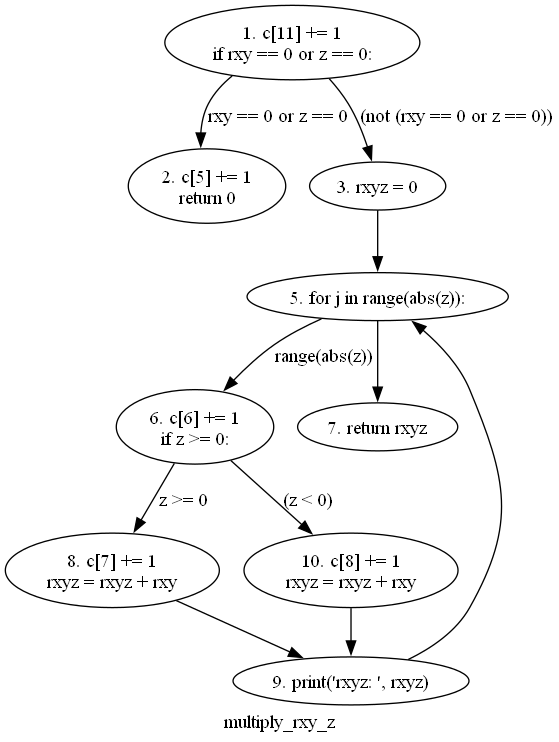 1. c[11] += 1
if rxy == 0 or z == 0:
rxy == 0 or z == 0
(not (rxy == 0 or z == 0))
2. c[5] += 1
return 0
3. rxyz = 0
5. for j in range(abs(z)):
range(abs(z))
6. c[6] += 1
if z >= 0:
7. return rxyz
z >= 0
(z < 0)
8. c[7] += 1
rxyz = rxyz + rxy
10. c[8] += 1
rxyz = rxyz + rxy
9. print('rxyz: ', rxyz)
multiply_rxy_z